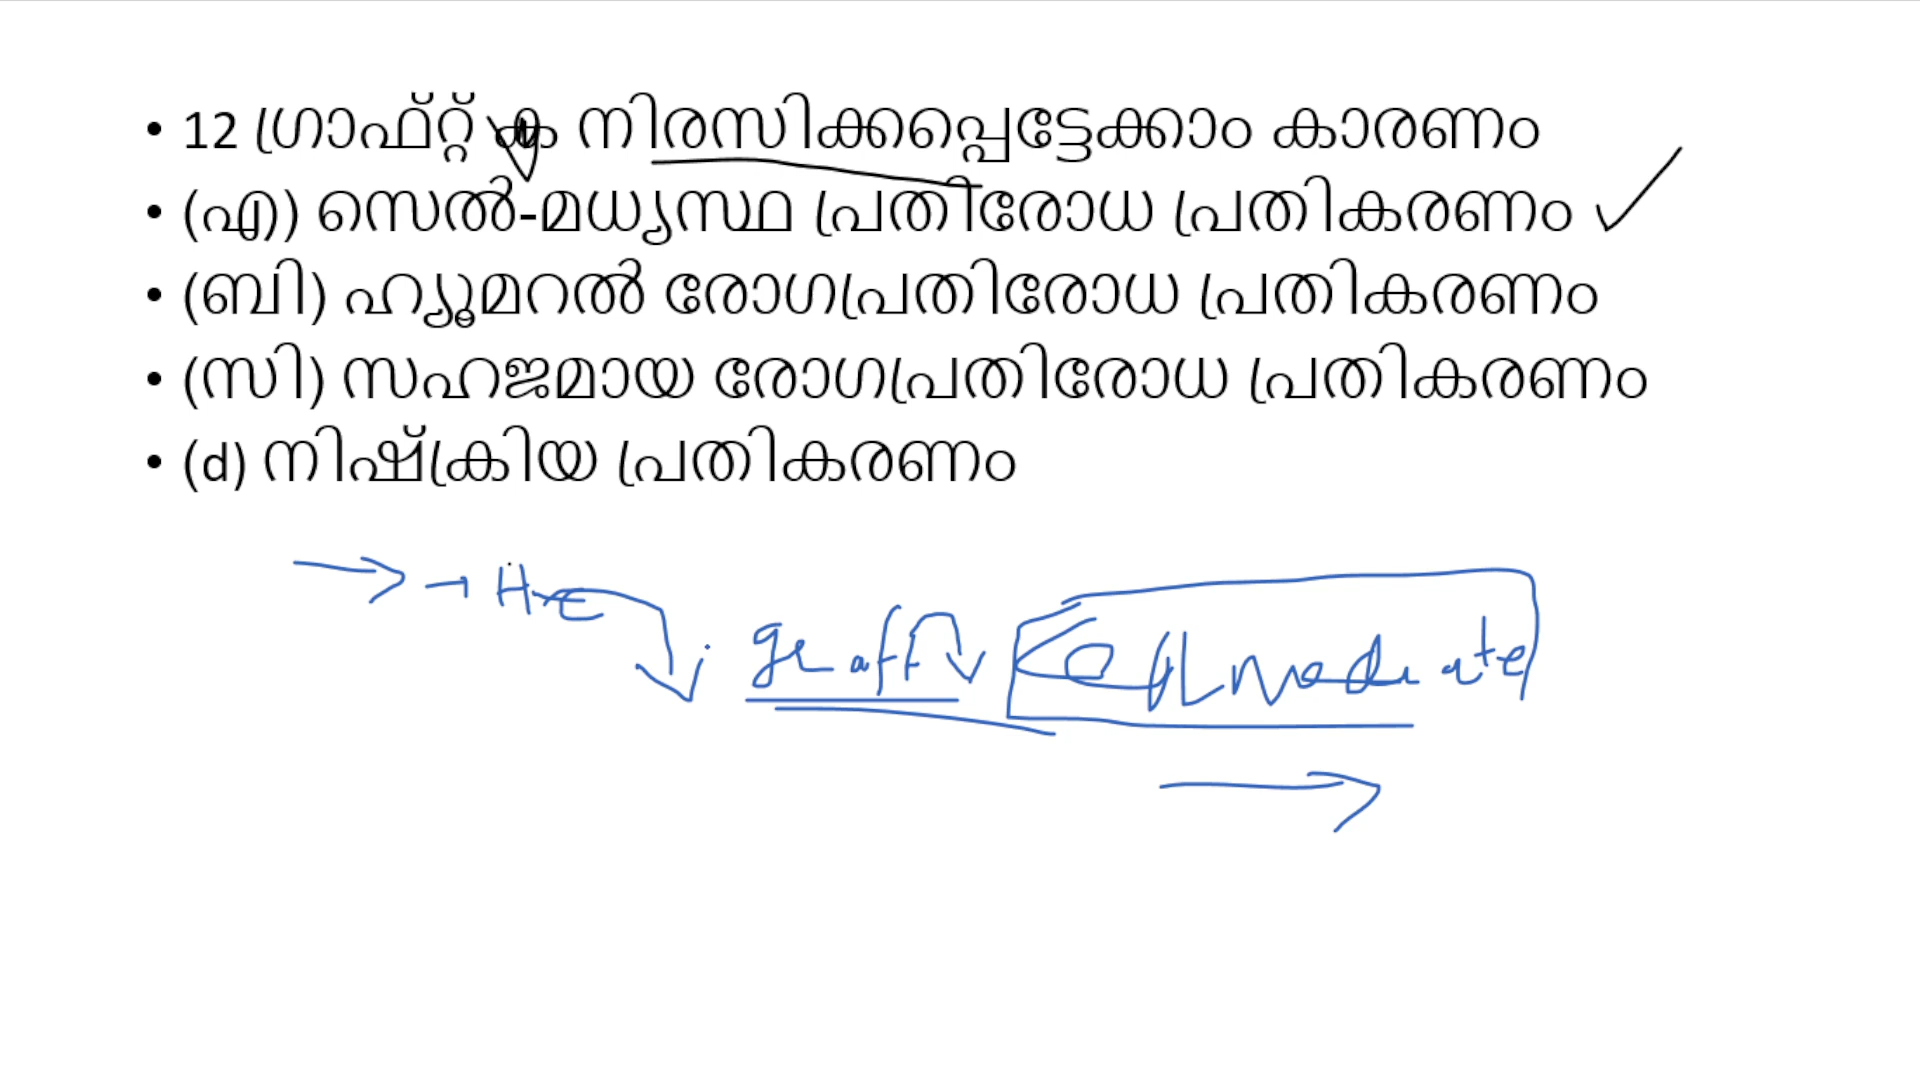 • 12 ഗ്രാഫ്റ്റ് നിരസിക്കപ്പെട്ടേക്കാം കാരണം
• (എ) സെൽ-മധ്യസ്ഥ പ്രതിരോധ പ്രതികരണം
• (ബി) ഹ്യൂമറൽ രോഗപ്രതിരോധ പ്രതികരണം
• (സി) സഹജമായ രോഗപ്രതിരോധ പ്രതികരണം
• (d) നിഷ്ക്രിയ പ്രതികരണം